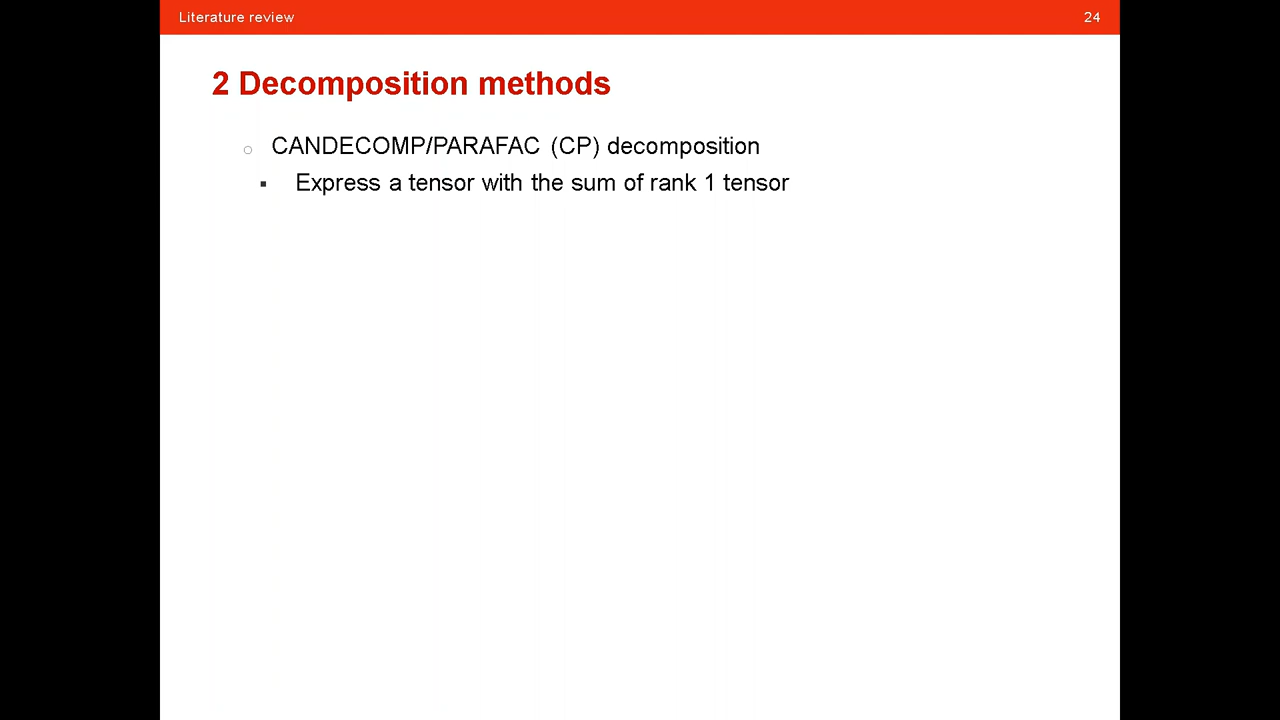 Literature review
24
2 Decomposition methods
CANDECOMP/PARAFAC (CP) decomposition
Express a tensor with the sum of rank 1 tensor